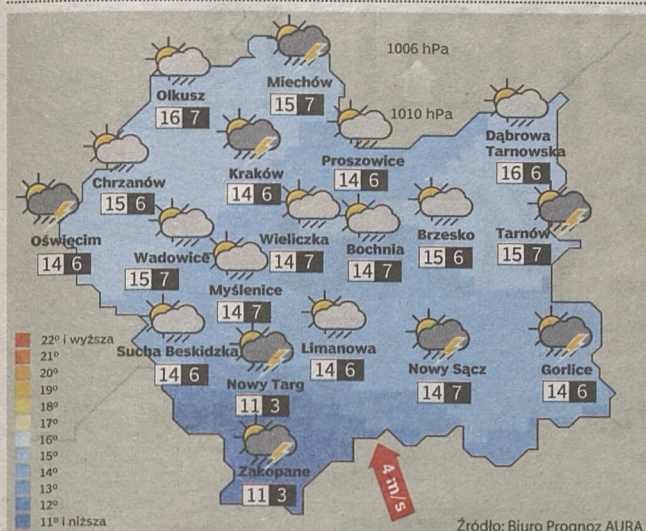 1006 hPa
1010 hPa
Olkusz
16 7
Miechów
15 7
Dąbrowa
Tarnowska
16 6
Chrzanów
15 6
Kraków
14 6
Proszowice
14 6
Oświęcim
14 6
Wadowice
15 7
Wieliczka
14 7
Bochnia
14 7
Brzesko
15 6
Tarnów
15 7
Myślenice
14 7
Sucha Beskidzka
14 6
Limanowa
14 6
Nowy Targ
11 3
Nowy Sącz
14 7
Gorlice
14 6
Zakopane
11 3
4 m/s
22° i wyższa
21°
20°
19°
18°
17°
16°
15°
14°
13°
12°
11° i niższa
Źródło: Biuro Prognoz AURA